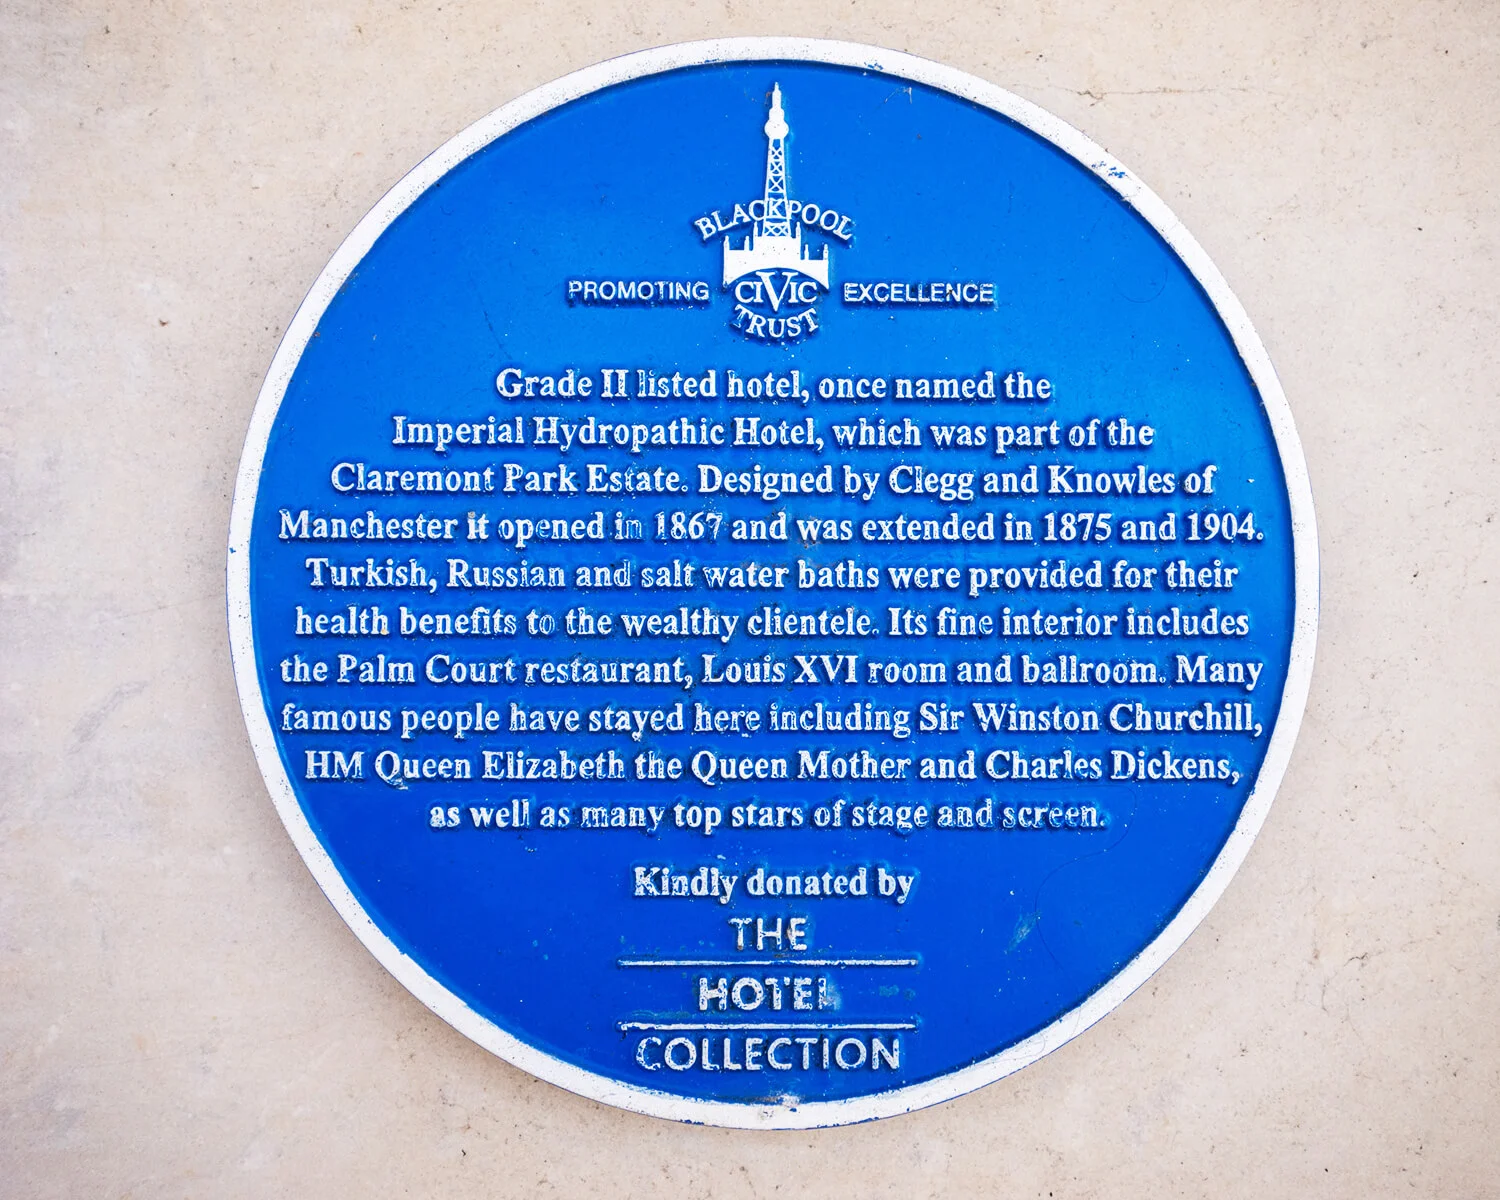 BLACKPOOL
PROMOTING CIVIC EXCELLENCE
TRUST
Grade II listed hotel, once named the
Imperial Hydropathic Hotel, which was part of the
Claremont Park Estate. Designed by Clegg and Knowles of
Manchester it opened in 1867 and was extended in 1875 and 1904.
Turkish, Russian and salt water baths were provided for their
health benefits to the wealthy clientele. Its fine interior includes
the Palm Court restaurant, Louis XVI room and ballroom. Many
famous people have stayed here including Sir Winston Churchill,
HM Queen Elizabeth the Queen Mother and Charles Dickens,
as well as many top stars of stage and screen.
Kindly donated by
THE
HOTEL
COLLECTION